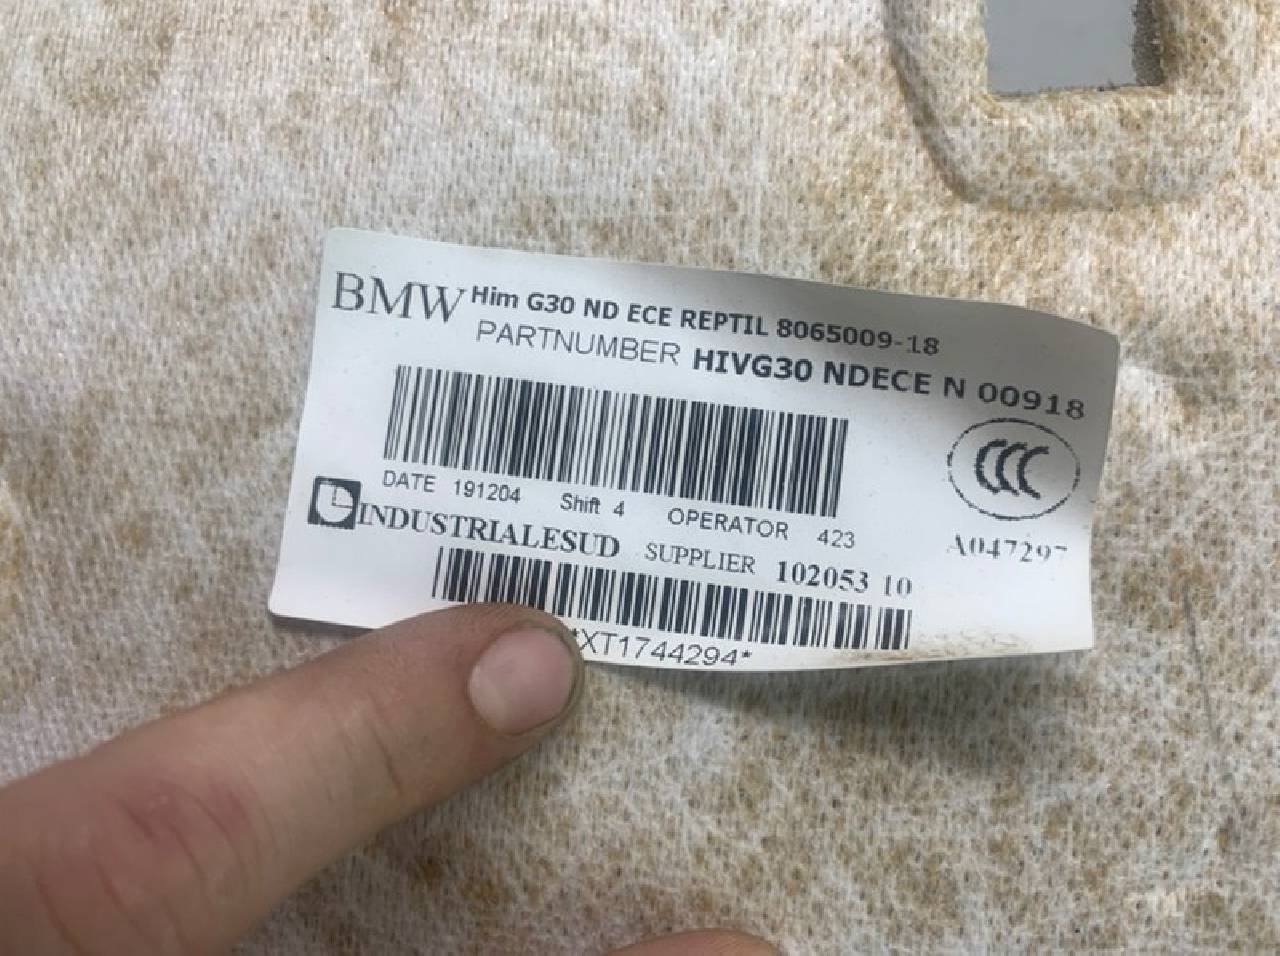 BMW Him G30 ND ECE REPTIL 8065009-18
PARTNUMBER HIVG30 NDECE N 00918
CCC
DATE 191204 Shift 4 OPERATOR 423
A047297
INDUSTRIALESUD SUPPLIER 102053 10
*XT1744294*